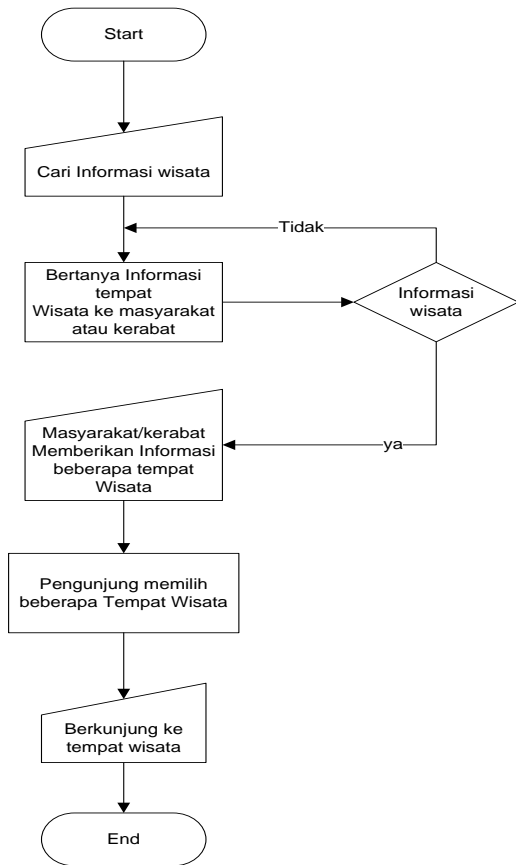 Start
Cari Informasi wisata
Tidak
Bertanya Informasi
tempat
Wisata ke masyarakat
atau kerabat
Informasi
wisata
Masyarakat/kerabat
Memberikan Informasi
beberapa tempat
Wisata
ya
Pengunjung memilih
beberapa Tempat Wisata
Berkunjung ke
tempat wisata
End